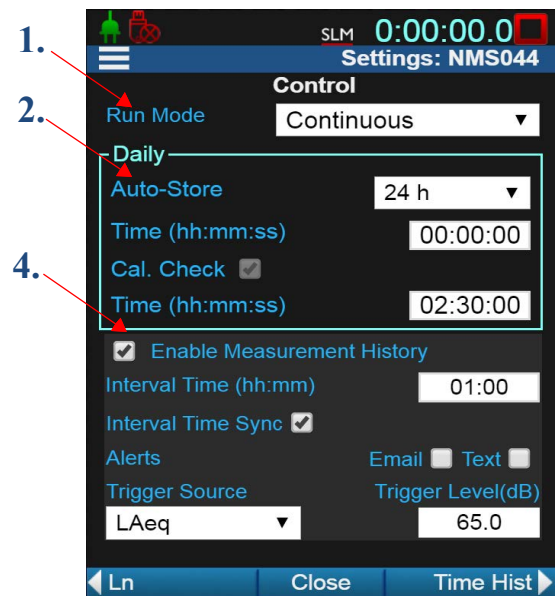 SLM 0:00:00.0
1.
Settings: NMS044
Control
Run Mode Continuous
2.
Daily
Auto-Store 24 h
Time (hh:mm:ss) 00:00:00
4.
Cal. Check
Time (hh:mm:ss) 02:30:00
Enable Measurement History
Interval Time (hh:mm) 01:00
Interval Time Sync
Alerts Email Text
Trigger Source Trigger Level(dB)
LAeq 65.0
Ln Close Time Hist